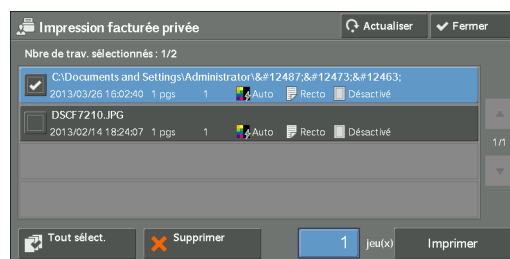 Impression facturée privée
Actualiser
Fermer
Nbre de trav. sélectionnés : 1/2
C:\Documents and Settings\Administrator\&#12487;&#12473;&#12463;
2013/03/26 16:02:40 1 pgs 1 Auto Recto Désactivé
DSCF7210.JPG
2013/02/14 18:24:07 1 pgs 1 Auto Recto Désactivé
1/1
Tout sélect.
Supprimer
1 jeu(x)
Imprimer